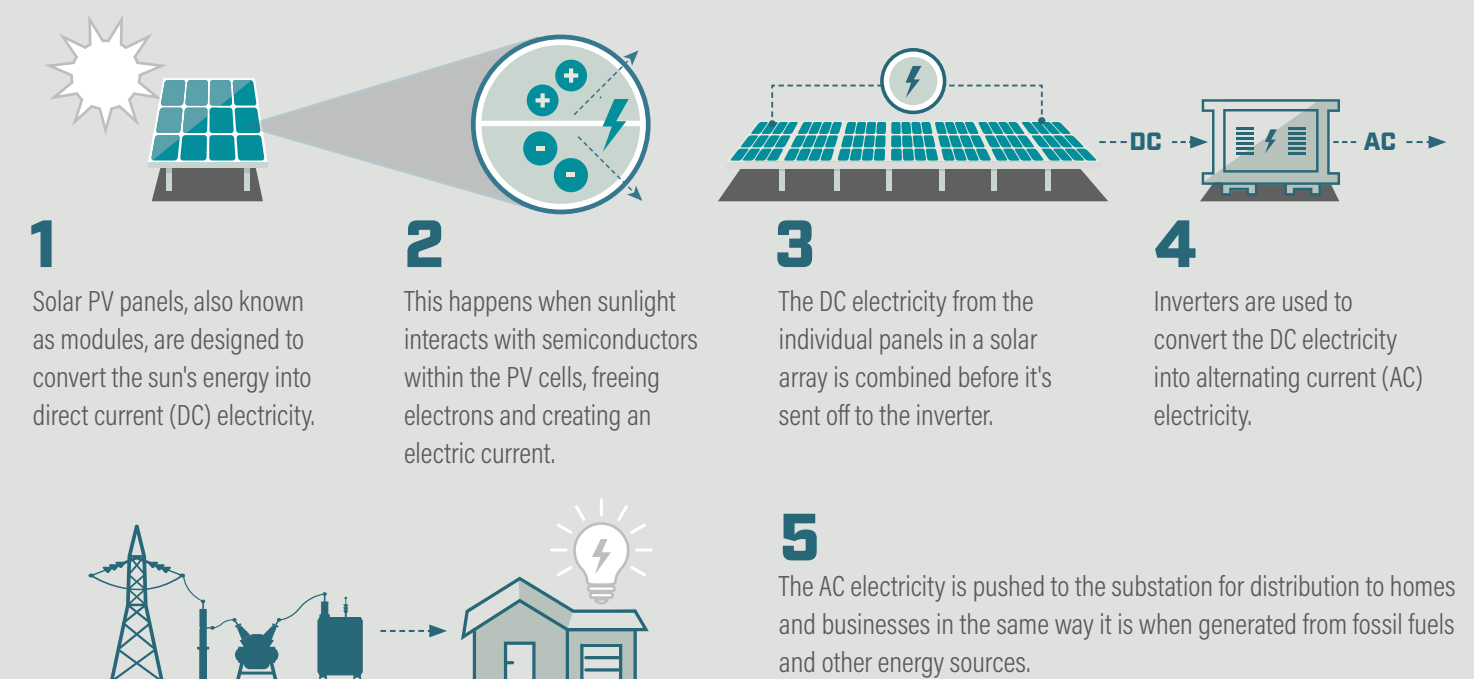 DC
AC
1
Solar PV panels, also known
as modules, are designed to
convert the sun's energy into
direct current (DC) electricity.
2
This happens when sunlight
interacts with semiconductors
within the PV cells, freeing
electrons and creating an
electric current.
3
The DC electricity from the
individual panels in a solar
array is combined before it's
sent off to the inverter.
4
Inverters are used to
convert the DC electricity
into alternating current (AC)
electricity.
5
The AC electricity is pushed to the substation for distribution to homes
and businesses in the same way it is when generated from fossil fuels
and other energy sources.